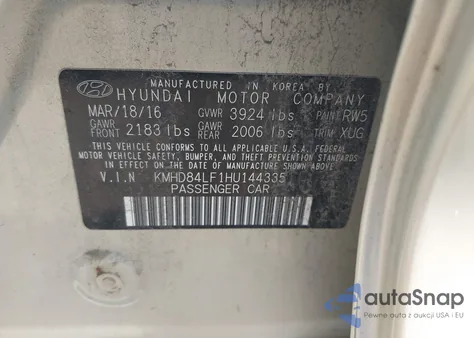 MANUFACTURED IN KOREA BY
HYUNDAI MOTOR COMPANY
MAR/18/16 GVWR 3924 lbs PAINT RW5
GAWR FRONT 2183 lbs GAWR REAR 2006 lbs TRIM XUG
THIS VEHICLE CONFORMS TO ALL APPLICABLE U.S.A. FEDERAL
MOTOR VEHICLE SAFETY, BUMPER, AND THEFT PREVENTION STANDARDS
IN EFFECT ON THE DATE OF MANUFACTURE SHOWN ABOVE.
V.I.N KMHD84LF1HU144335
PASSENGER CAR
autoSnap
Pewne auta z aukcji USA i EU